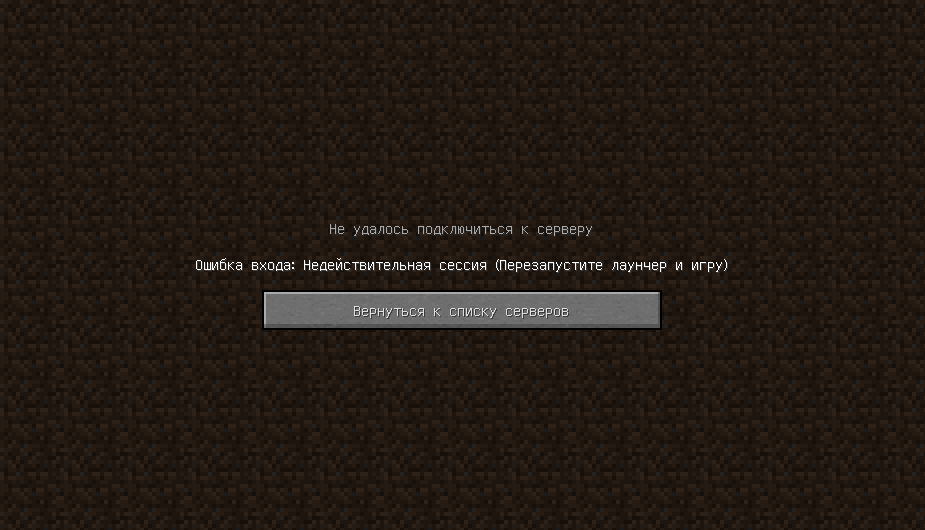 Не удалось подключиться к серверу
Ошибка входа: Недействительная сессия (Перезапустите лаунчер и игру)
Вернуться к списку серверов